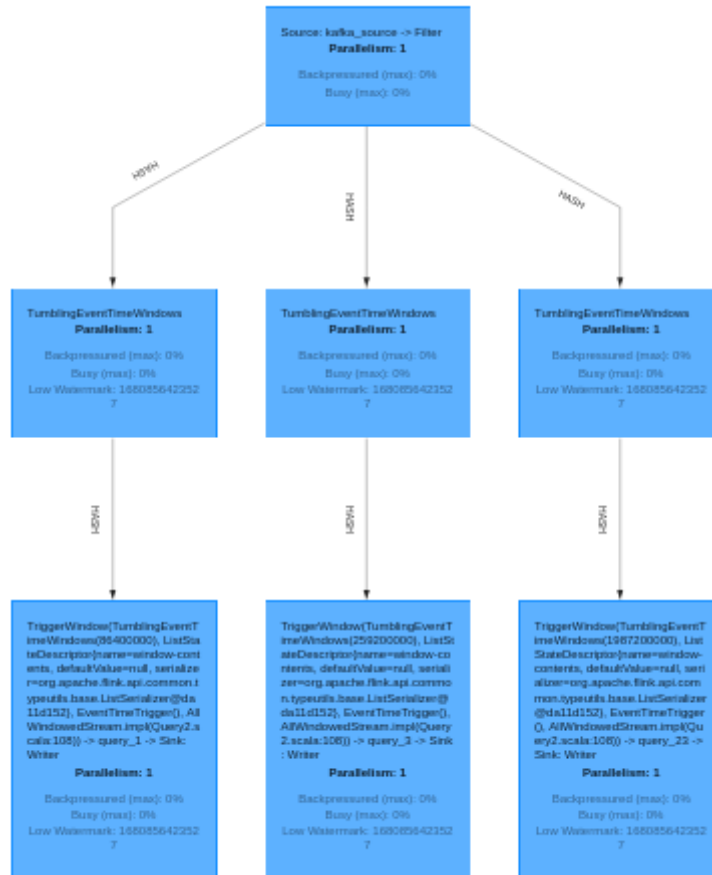 Source: kafka_source -> Filter
Parallelism: 1
Backpressured (max): 0%
Busy (max): 0%
HASH
HASH
HASH
TumblingEventTimeWindows
Parallelism: 1
Backpressured (max): 0%
Busy (max): 0%
Low Watermark: 168085642352
7
TumblingEventTimeWindows
Parallelism: 1
Backpressured (max): 0%
Busy (max): 0%
Low Watermark: 168085642352
7
TumblingEventTimeWindows
Parallelism: 1
Backpressured (max): 0%
Busy (max): 0%
Low Watermark: 168085642352
7
HASH
HASH
HASH
TriggerWindow(TumblingEventT
imeWindows(86400000), ListSta
teDescriptor{name=window-cont
ents, defaultValue=null, serialize
r=org.apache.flink.api.common.t
ypeutils.base.ListSerializer@da
11d152}, EventTimeTrigger(), All
WindowedStream.impl(Query2.s
cala:108)) -> query_1 -> Sink:
Writer
Parallelism: 1
Backpressured (max): 0%
Busy (max): 0%
Low Watermark: 168085642352
7
TriggerWindow(TumblingEventT
imeWindows(259200000), ListSt
ateDescriptor{name=window-co
ntents, defaultValue=null, seriali
zer=org.apache.flink.api.commo
n.typeutils.base.ListSerializer@
da11d152}, EventTimeTrigger(),
AllWindowedStream.impl(Query
2.scala:108)) -> query_3 -> Sink
: Writer
Parallelism: 1
Backpressured (max): 0%
Busy (max): 0%
Low Watermark: 168085642352
7
TriggerWindow(TumblingEventT
imeWindows(1987200000), List
StateDescriptor{name=window-
contents, defaultValue=null, seri
alizer=org.apache.flink.api.com
mon.typeutils.base.ListSerializer
@da11d152}, EventTimeTrigger
(), AllWindowedStream.impl(Qu
ery2.scala:108)) -> query_23 ->
Sink: Writer
Parallelism: 1
Backpressured (max): 0%
Busy (max): 0%
Low Watermark: 168085642352
7